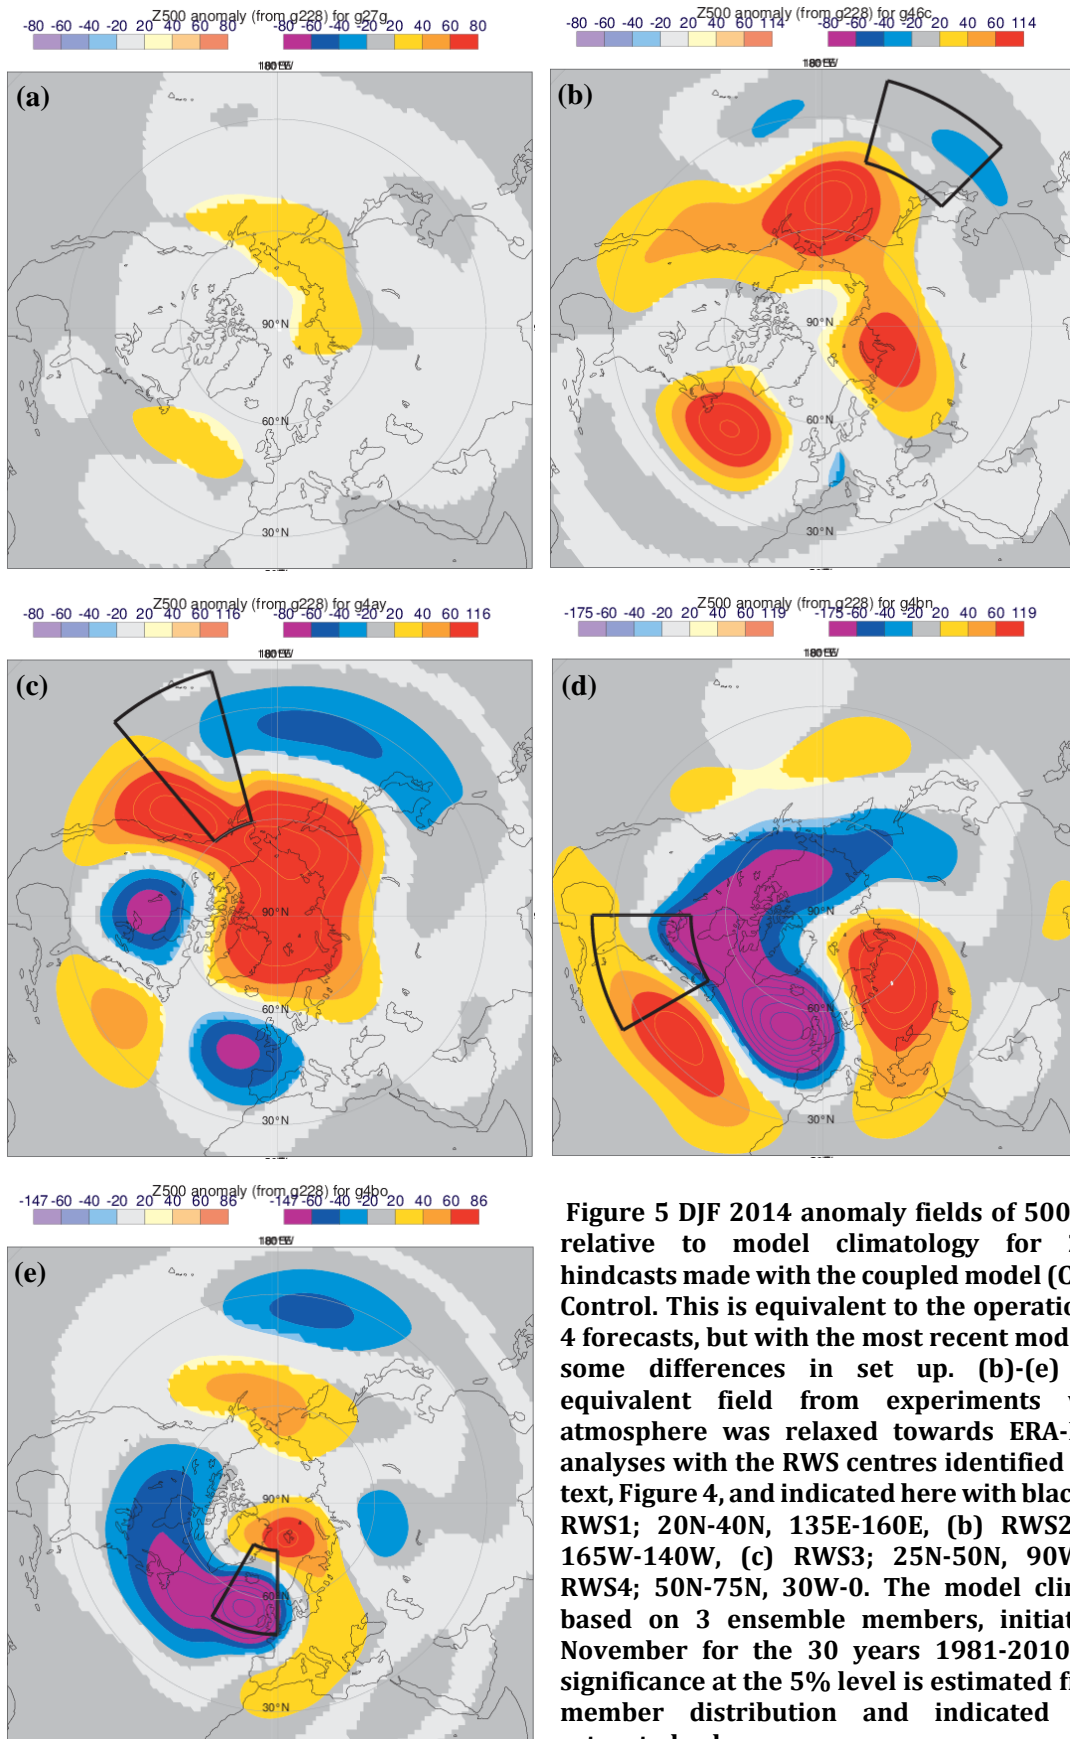 Z500 anomaly (from g228) for g27g
-80 -60 -40 -20 20 40 60 80
-80 -60 -40 -20 20 40 60 80
180°E
(a)
90°N
60°N
30°N
Z500 anomaly (from g228) for g46c
-80 -60 -40 -20 20 40 60 114
-80 -60 -40 -20 20 40 60 114
(b)
90°N
60°N
30°N
Z500 anomaly (from g228) for g4ay
-80 -60 -40 -20 20 40 60 116
-80 -60 -40 -20 20 40 60 116
(c)
90°N
60°N
30°N
Z500 anomaly (from g228) for g4bn
-175 -60 -40 -20 20 40 60 119
-175 -60 -40 -20 20 40 60 119
(d)
90°N
60°N
30°N
Z500 anomaly (from g228) for g4bo
-147 -60 -40 -20 20 40 60 86
-147 -60 -40 -20 20 40 60 86
(e)
90°N
60°N
30°N
Figure 5 DJF 2014 anomaly fields of 500
relative to model climatology for
hindcasts made with the coupled model (
Control. This is equivalent to the operatio
4 forecasts, but with the most recent mod
some differences in set up. (b)-(e)
equivalent field from experiments
atmosphere was relaxed towards ERA-
analyses with the RWS centres identified
text, Figure 4, and indicated here with blac
RWS1; 20N-40N, 135E-160E, (b) RWS2
165W-140W, (c) RWS3; 25N-50N, 90W
RWS4; 50N-75N, 30W-0. The model clim
based on 3 ensemble members, initiat
November for the 30 years 1981-2010
significance at the 5% level is estimated f
member distribution and indicated